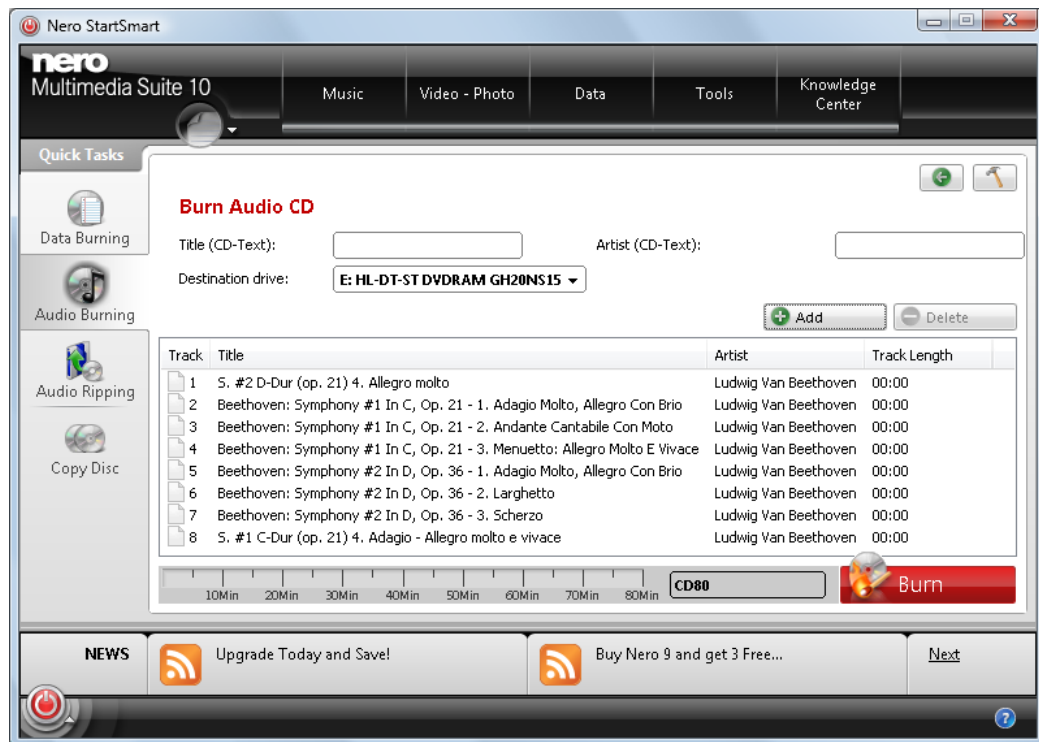 Nero StartSmart
nero
Multimedia Suite 10
Music
Video - Photo
Data
Tools
Knowledge
Center
Quick Tasks
Data Burning
Audio Burning
Audio Ripping
Copy Disc
Burn Audio CD
Title (CD-Text):
Artist (CD-Text):
Destination drive:
E: HL-DT-ST DVDRAM GH20NS15
Add
Delete
Track Title Artist Track Length
1 S. #2 D-Dur (op. 21) 4. Allegro molto Ludwig Van Beethoven 00:00
2 Beethoven: Symphony #1 In C, Op. 21 - 1. Adagio Molto, Allegro Con Brio Ludwig Van Beethoven 00:00
3 Beethoven: Symphony #1 In C, Op. 21 - 2. Andante Cantabile Con Moto Ludwig Van Beethoven 00:00
4 Beethoven: Symphony #1 In C, Op. 21 - 3. Menuetto: Allegro Molto E Vivace Ludwig Van Beethoven 00:00
5 Beethoven: Symphony #2 In D, Op. 36 - 1. Adagio Molto, Allegro Con Brio Ludwig Van Beethoven 00:00
6 Beethoven: Symphony #2 In D, Op. 36 - 2. Larghetto Ludwig Van Beethoven 00:00
7 Beethoven: Symphony #2 In D, Op. 36 - 3. Scherzo Ludwig Van Beethoven 00:00
8 S. #1 C-Dur (op. 21) 4. Adagio - Allegro molto e vivace Ludwig Van Beethoven 00:00
10Min 20Min 30Min 40Min 50Min 60Min 70Min 80Min
CD80
Burn
NEWS
Upgrade Today and Save!
Buy Nero 9 and get 3 Free...
Next
?